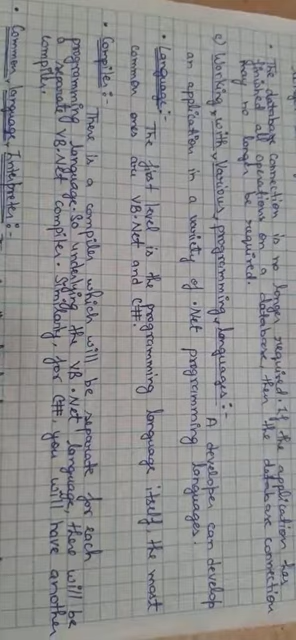 • The database connection is no longer required. If the application has
finished all operations on a database, then the database connection
may no longer be required.
c) Working with Various programming languages:- A developer can develop
an application in a variety of .Net programming languages.
• Language:- The first level is the programming language itself, the most
common ones are VB.Net and C#.
• Compiler:- There is a compiler which will be separate for each
programming language. So underlying the VB.Net language, there will be
a separate VB.Net compiler. Similarly, for C#, you will have another
compiler.
• Common Language Interpreter:-